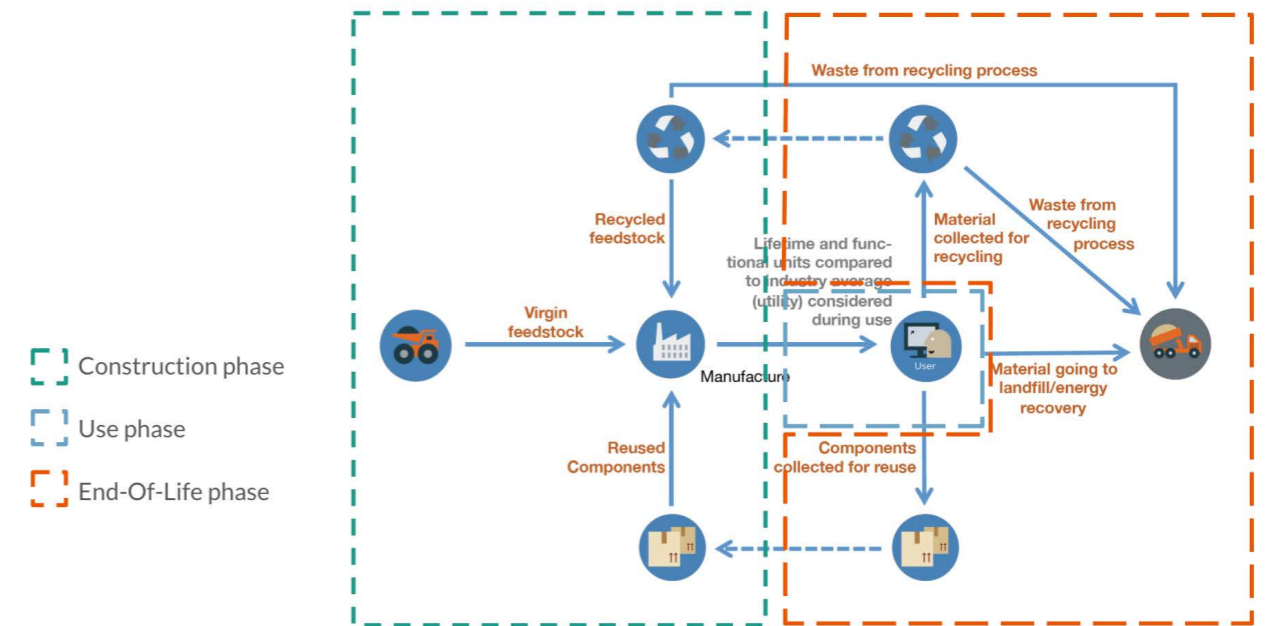 Waste from recycling process
Recycled
feedstock
Material
collected for
recycling
Waste from
recycling
process
Lifetime and func-
tional units compared
to industry average
(utility) considered
during use
Virgin
feedstock
Manufacture
User
Material going to
landfill/energy
recovery
Construction phase
Use phase
End-Of-Life phase
Reused
Components
Components
collected for reuse